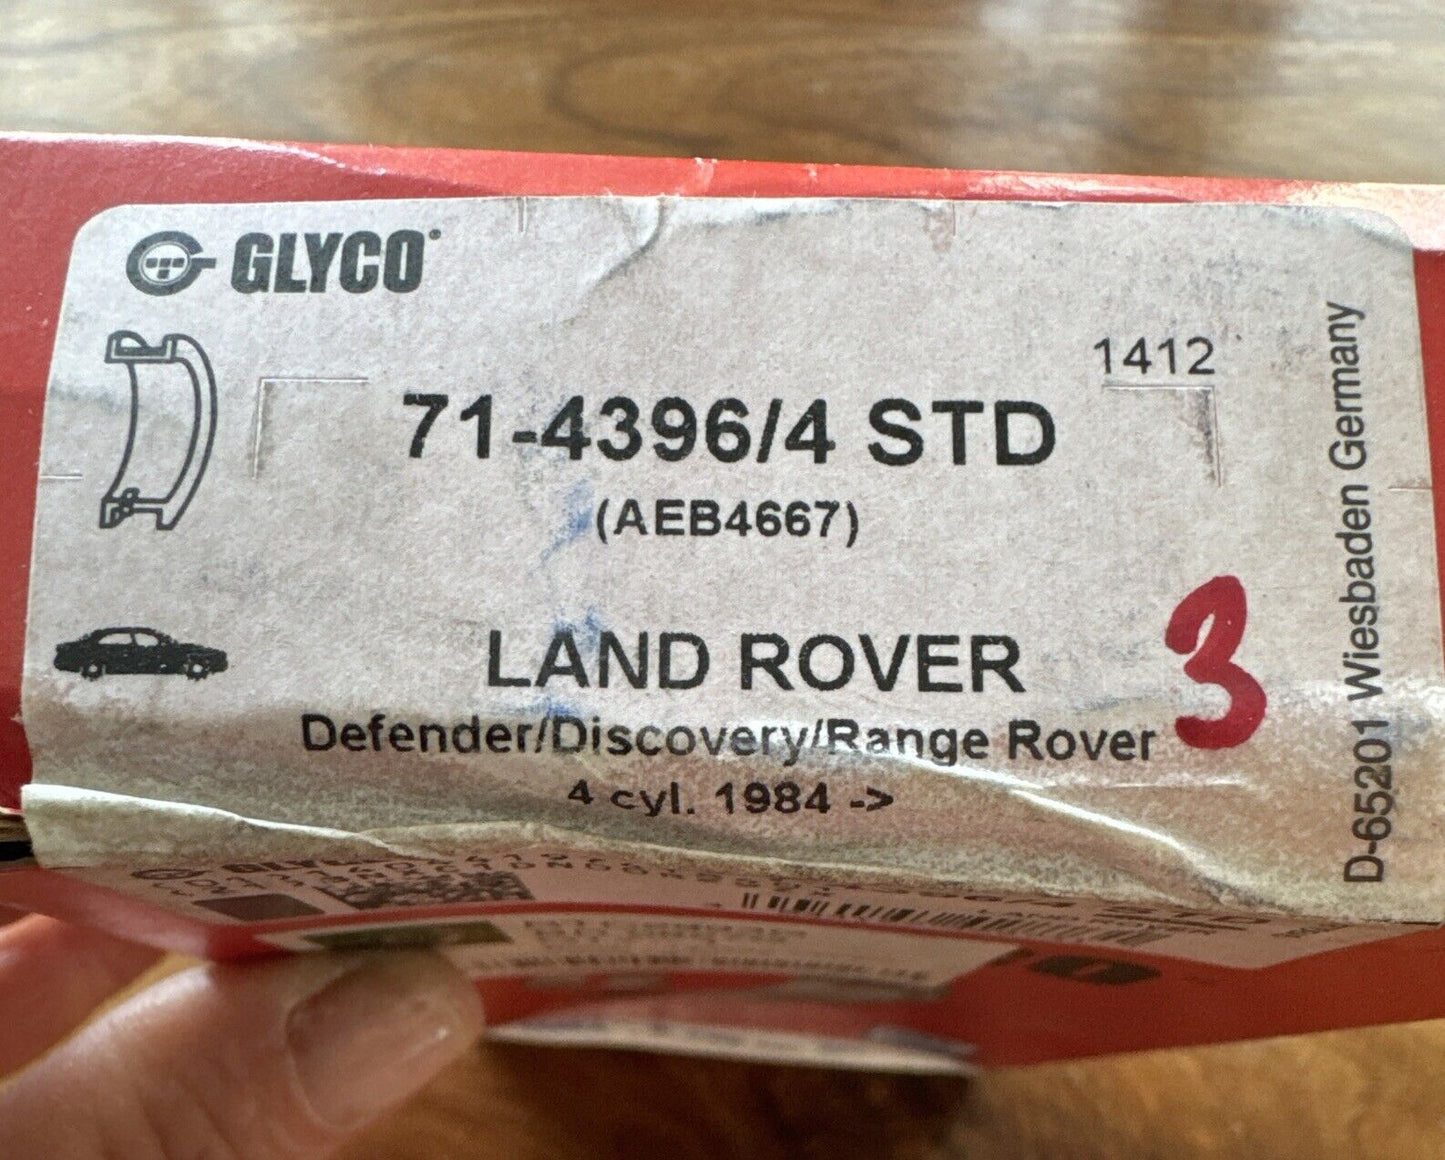 GLYCO
1412
71-4396/4 STD
(AEB4667)
LAND ROVER
3
Defender/Discovery/Range Rover
4 cyl. 1984 ->
D-65201 Wiesbaden Germany